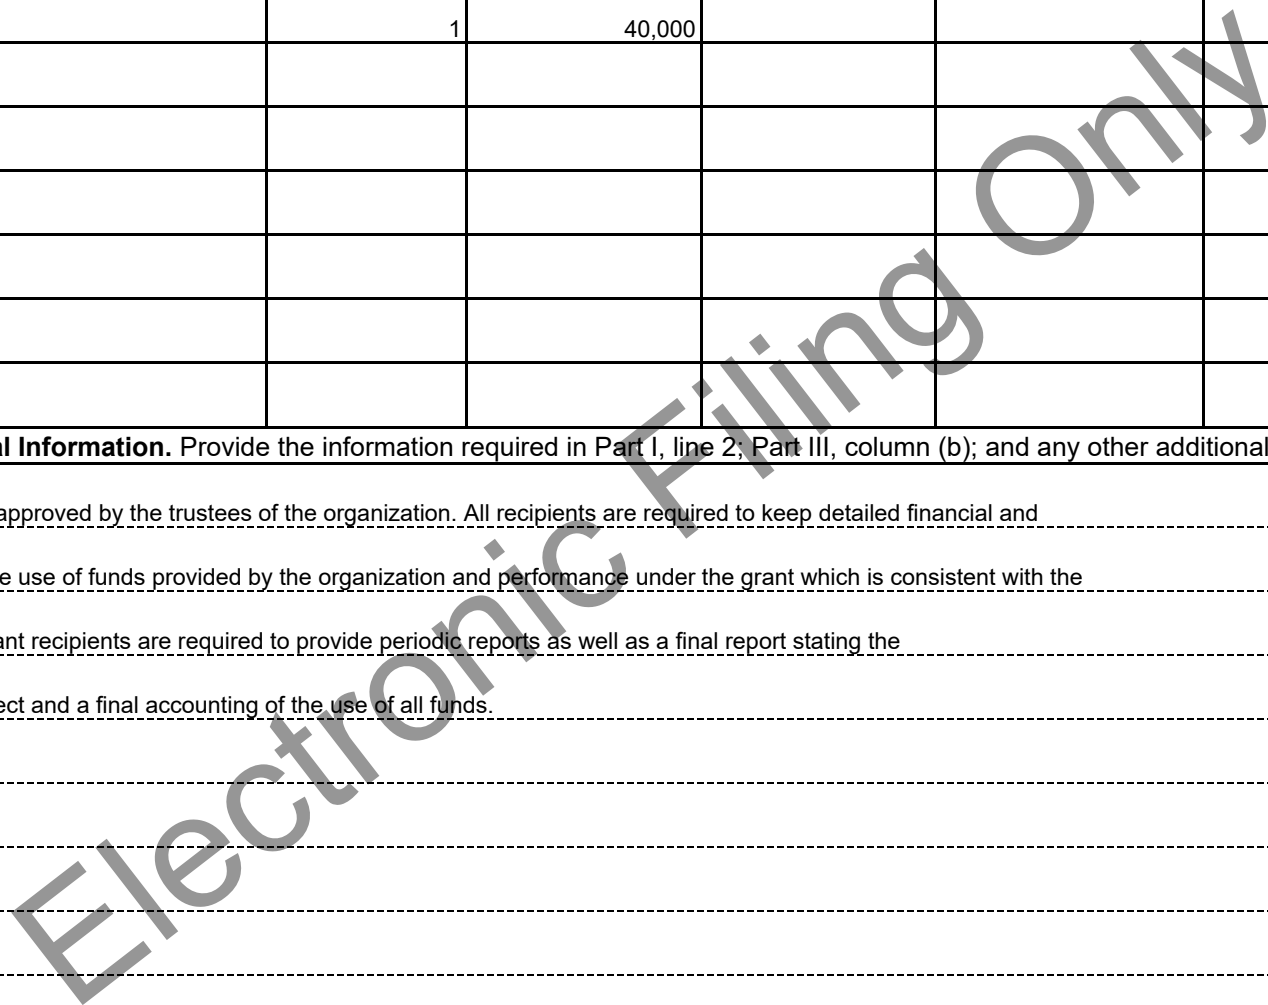 1 40,000
al Information. Provide the information required in Part I, line 2; Part III, column (b); and any other additional
approved by the trustees of the organization. All recipients are required to keep detailed financial and
e use of funds provided by the organization and performance under the grant which is consistent with the
ant recipients are required to provide periodic reports as well as a final report stating the
ect and a final accounting of the use of all funds.
Electronic Filing Only